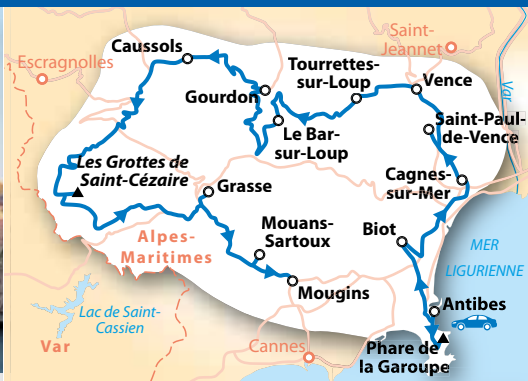 Saint-
Jeannet
Escragnolles
Caussols
Tourrettes-
sur-Loup
Vence
Var
Gourdon
Le Bar-
sur-Loup
Saint-Paul-
de-Vence
Les Grottes de
Saint-Cézaire
Grasse
Cagnes-
sur-Mer
Mouans-
Sartoux
Biot
Alpes-
Maritimes
MER
LIGURIENNE
Mougins
Antibes
Lac de Saint-
Cassien
Var
Cannes
Phare de
la Garoupe